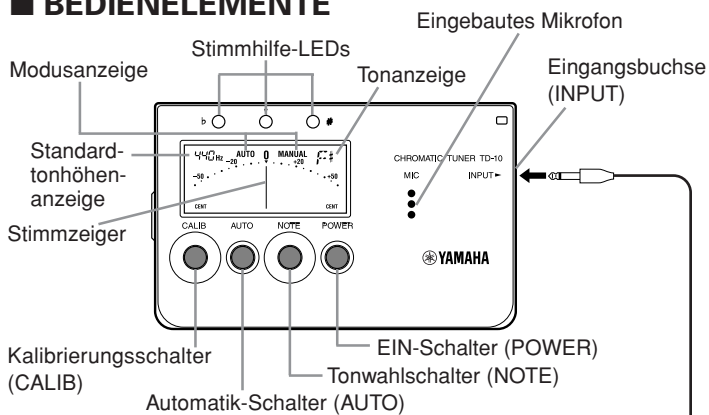 ■ BEDIENELEMENTE
Eingebautes Mikrofon
Stimmhilfe-LEDs
Modusanzeige
Tonanzeige
Eingangsbuchse
(INPUT)
♭ ♯
Standard-
tonhöhen-
anzeige
440 Hz AUTO 0 MANUAL F♯
-20 +20
-50 +50
CENT CENT
CHROMATIC TUNER TD-10
MIC INPUT ►
Stimmzeiger
CALIB AUTO NOTE POWER
YAMAHA
Kalibrierungsschalter
(CALIB)
EIN-Schalter (POWER)
Tonwahlschalter (NOTE)
Automatik-Schalter (AUTO)